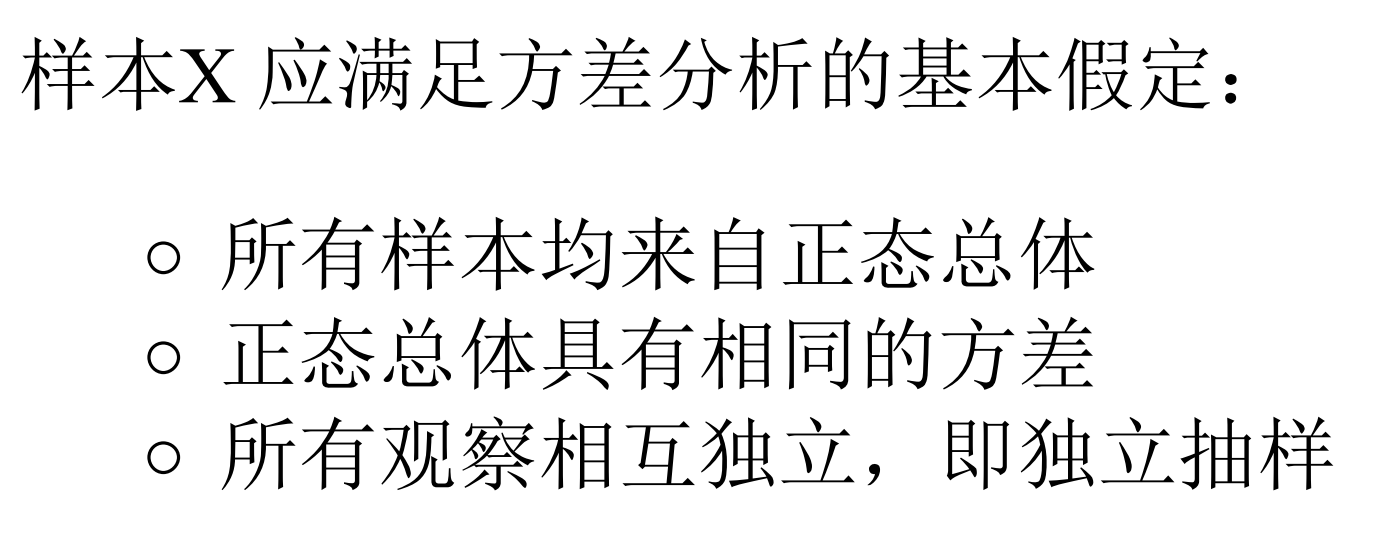 样本X 应满足方差分析的基本假定：
○ 所有样本均来自正态总体
○ 正态总体具有相同的方差
○ 所有观察相互独立，即独立抽样